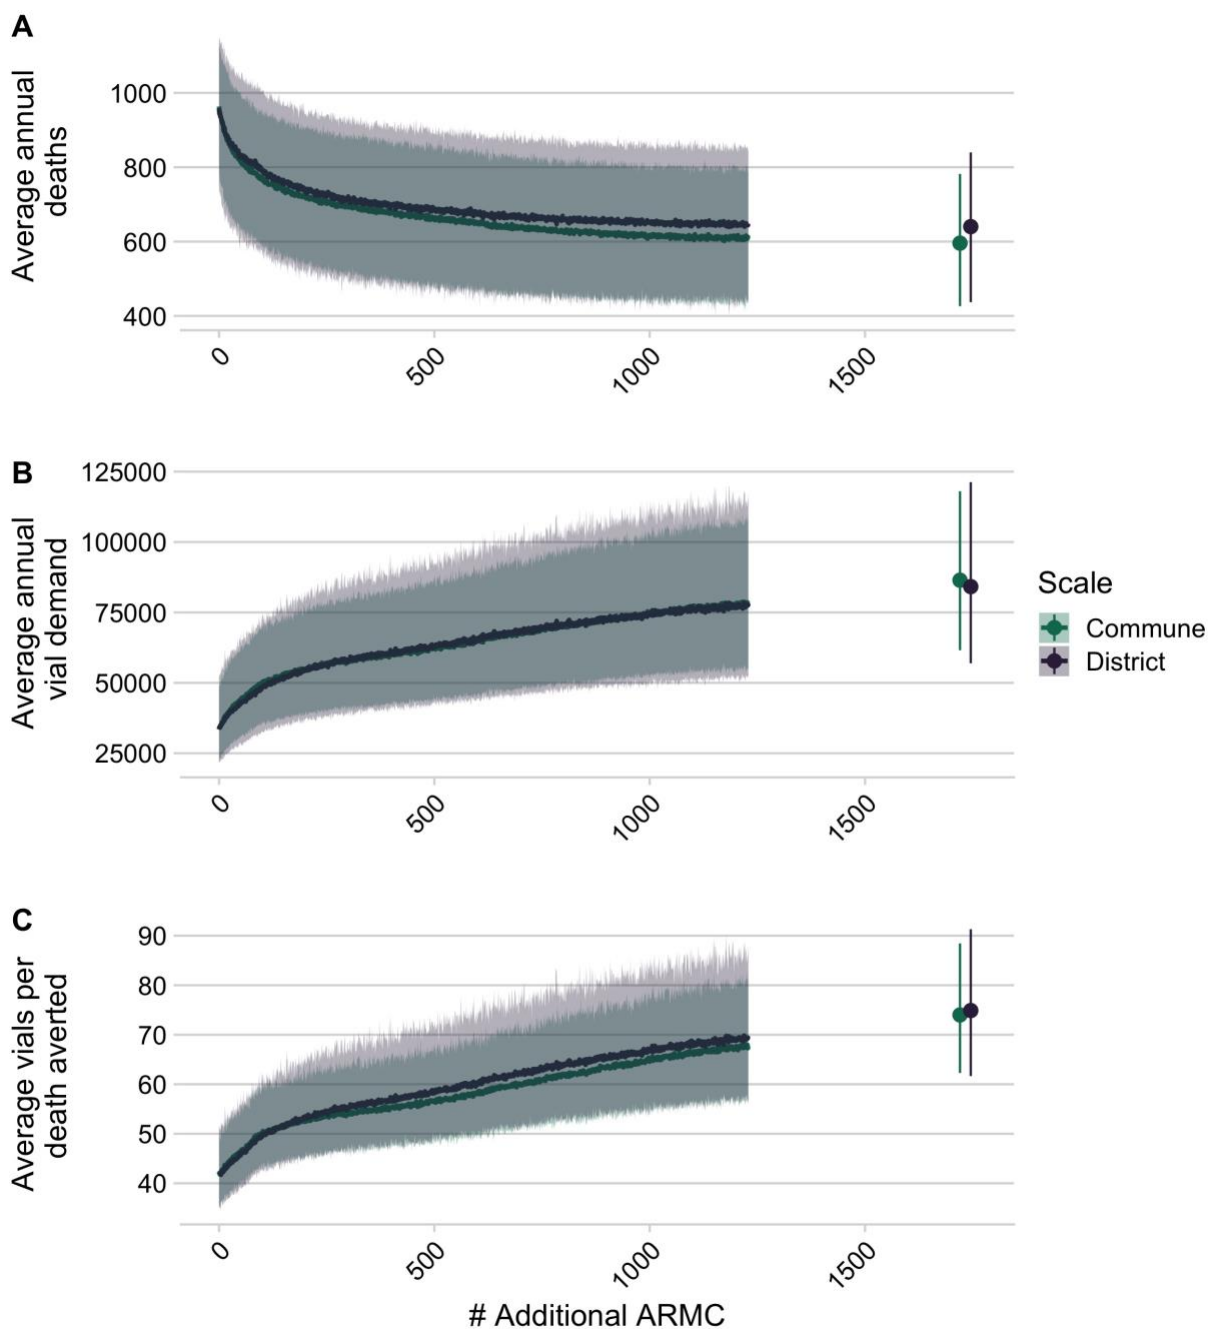 A
Average annual
deaths
1000
800
600
400
0
500
1000
1500
B
Average annual
vial demand
125000
100000
75000
50000
25000
0
500
1000
1500
Scale
Commune
District
C
Average vials per
death averted
90
80
70
60
50
40
0
500
1000
1500
# Additional ARMC